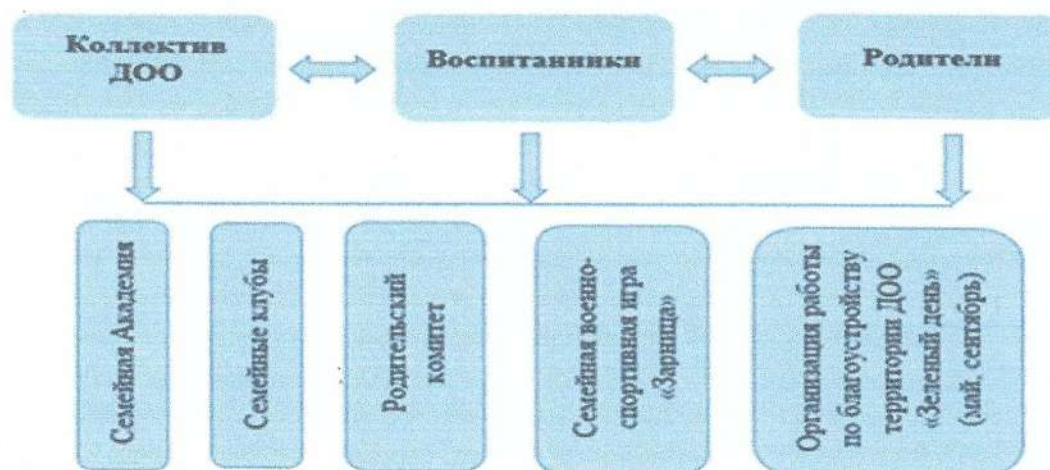 Коллектив
ДОО
Воспитанники
Родители
Семейная Академия
Семейные клубы
Родительский
комитет
Семейная военно-
спортивная игра
«Зарница»
Организация работы
по благоустройству
территории ДОО
«Зеленый день»
(май, сентябрь)